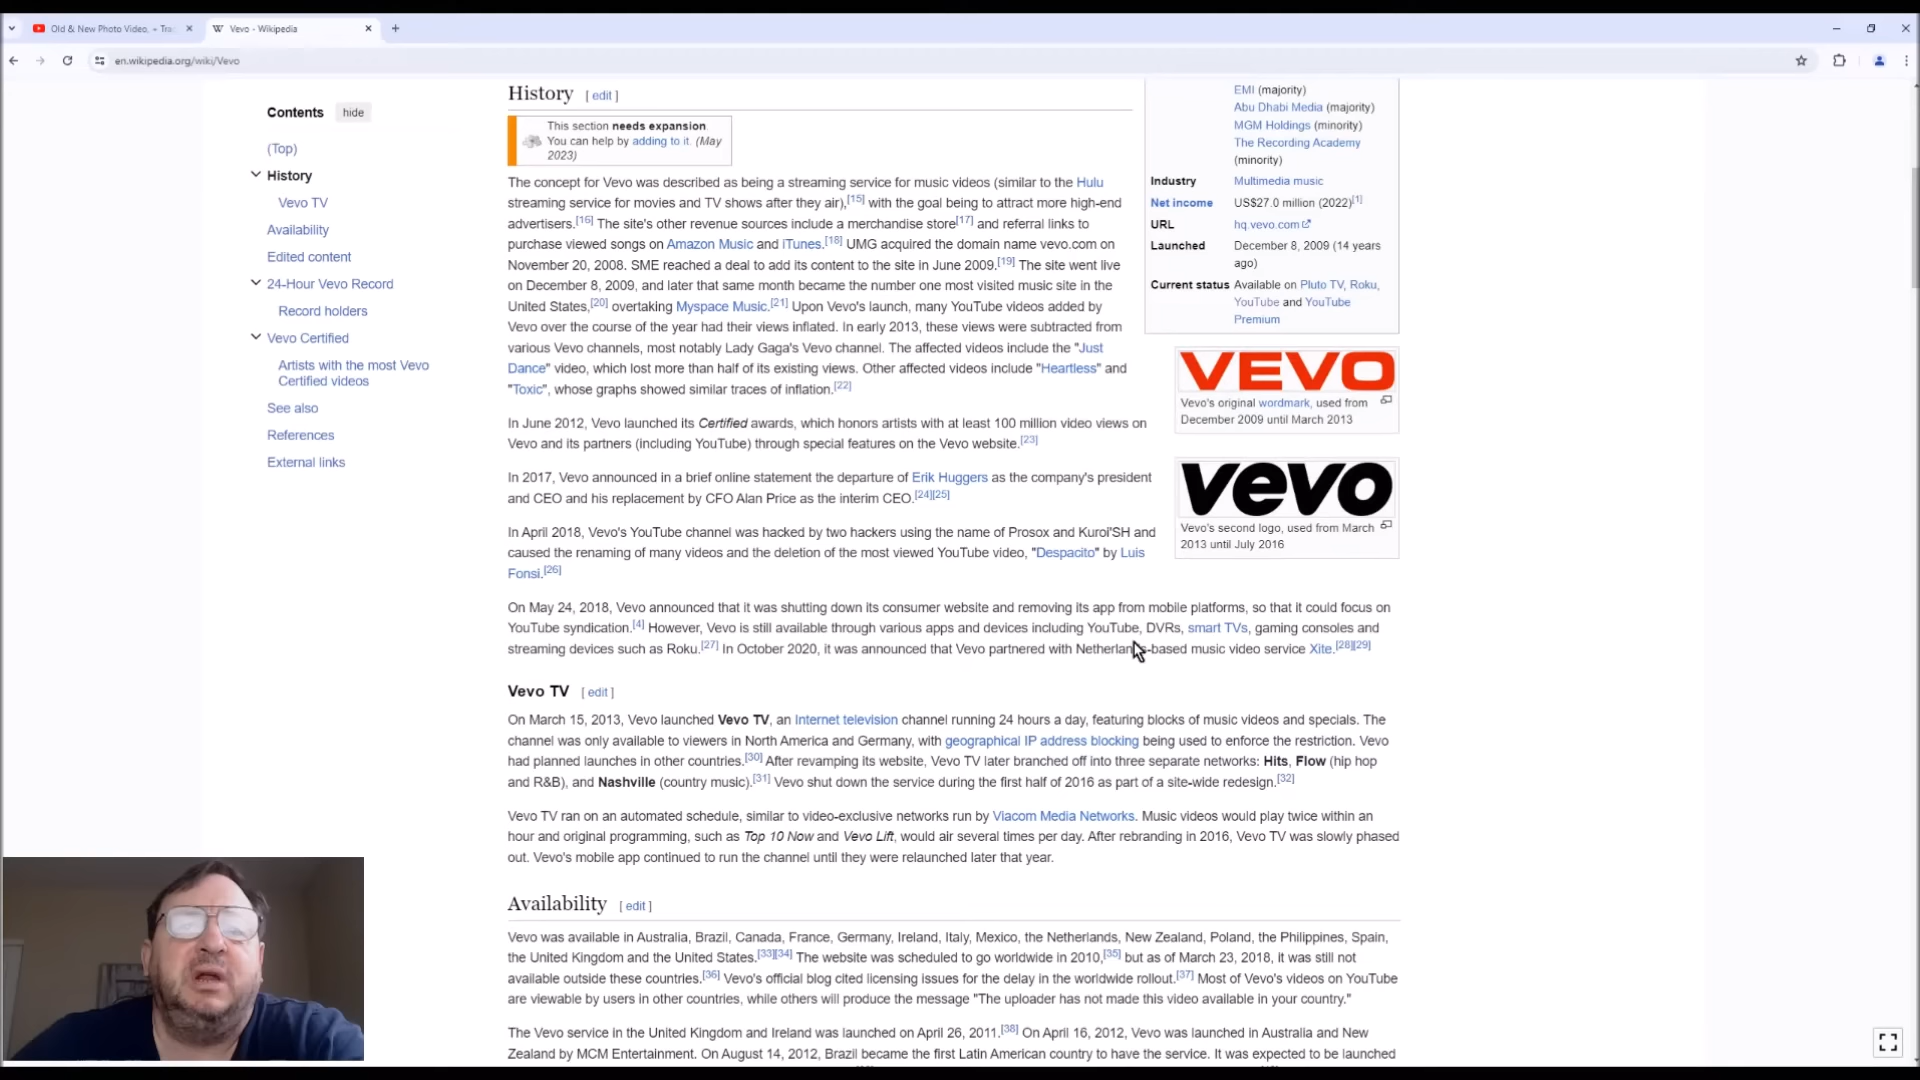 Old & New Photo Video, = Tra
Vevo - Wikipedia
en.wikipedia.org/wiki/Vevo
Contents
hide
(Top)
History
Vevo TV
Availability
Edited content
24-Hour Vevo Record
Record holders
Vevo Certified
Artists with the most Vevo
Certified videos
See also
References
External links
History [ edit ]
This section needs expansion.
You can help by adding to it. (May
2023)
The concept for Vevo was described as being a streaming service for music videos (similar to the Hulu
streaming service for movies and TV shows after they air),[15] with the goal being to attract more high-end
advertisers.[16] The site's other revenue sources include a merchandise store[17] and referral links to
purchase viewed songs on Amazon Music and iTunes.[18] UMG acquired the domain name vevo.com on
November 20, 2008. SME reached a deal to add its content to the site in June 2009.[19] The site went live
on December 8, 2009, and later that same month became the number one most visited music site in the
United States,[20] overtaking Myspace Music.[21] Upon Vevo's launch, many YouTube videos added by
Vevo over the course of the year had their views inflated. In early 2013, these views were subtracted from
various Vevo channels, most notably Lady Gaga's Vevo channel. The affected videos include the "Just
Dance" video, which lost more than half of its existing views. Other affected videos include "Heartless" and
"Toxic", whose graphs showed similar traces of inflation.[22]
In June 2012, Vevo launched its Certified awards, which honors artists with at least 100 million video views on
Vevo and its partners (including YouTube) through special features on the Vevo website.[23]
In 2017, Vevo announced in a brief online statement the departure of Erik Huggers as the company's president
and CEO and his replacement by CFO Alan Price as the interim CEO.[24][25]
In April 2018, Vevo's YouTube channel was hacked by two hackers using the name of Prosox and Kuroi'SH and
caused the renaming of many videos and the deletion of the most viewed YouTube video, "Despacito" by Luis
Fonsi.[26]
On May 24, 2018, Vevo announced that it was shutting down its consumer website and removing its app from mobile platforms, so that it could focus on
YouTube syndication.[4] However, Vevo is still available through various apps and devices including YouTube, DVRs, smart TVs, gaming consoles and
streaming devices such as Roku.[27] In October 2020, it was announced that Vevo partnered with Netherlands-based music video service Xite.[28][29]
Vevo TV [ edit ]
On March 15, 2013, Vevo launched Vevo TV, an Internet television channel running 24 hours a day, featuring blocks of music videos and specials. The
channel was only available to viewers in North America and Germany, with geographical IP address blocking being used to enforce the restriction. Vevo
had planned launches in other countries.[30] After revamping its website, Vevo TV later branched off into three separate networks: Hits, Flow (hip hop
and R&B), and Nashville (country music).[31] Vevo shut down the service during the first half of 2016 as part of a site-wide redesign.[32]
Vevo TV ran on an automated schedule, similar to video-exclusive networks run by Viacom Media Networks. Music videos would play twice within an
hour and original programming, such as Top 10 Now and Vevo Lift, would air several times per day. After rebranding in 2016, Vevo TV was slowly phased
out. Vevo's mobile app continued to run the channel until they were relaunched later that year.
Availability [ edit ]
Vevo was available in Australia, Brazil, Canada, France, Germany, Ireland, Italy, Mexico, the Netherlands, New Zealand, Poland, the Philippines, Spain,
the United Kingdom and the United States.[33][34] The website was scheduled to go worldwide in 2010,[35] but as of March 23, 2018, it was still not
available outside these countries.[36] Vevo's official blog cited licensing issues for the delay in the worldwide rollout.[37] Most of Vevo's videos on YouTube
are viewable by users in other countries, while others will produce the message "The uploader has not made this video available in your country."
The Vevo service in the United Kingdom and Ireland was launched on April 26, 2011.[38] On April 16, 2012, Vevo was launched in Australia and New
Zealand by MCM Entertainment. On August 14, 2012, Brazil became the first Latin American country to have the service. It was expected to be launched
EMI (majority)
Abu Dhabi Media (majority)
MGM Holdings (minority)
The Recording Academy
(minority)
Industry Multimedia music
Net income US$27.0 million (2022)[1]
URL hq.vevo.com
Launched December 8, 2009 (14 years
ago)
Current status Available on Pluto TV, Roku,
YouTube and YouTube
Premium
VEVO
Vevo's original wordmark, used from
December 2009 until March 2013
vevo
Vevo's second logo, used from March
2013 until July 2016